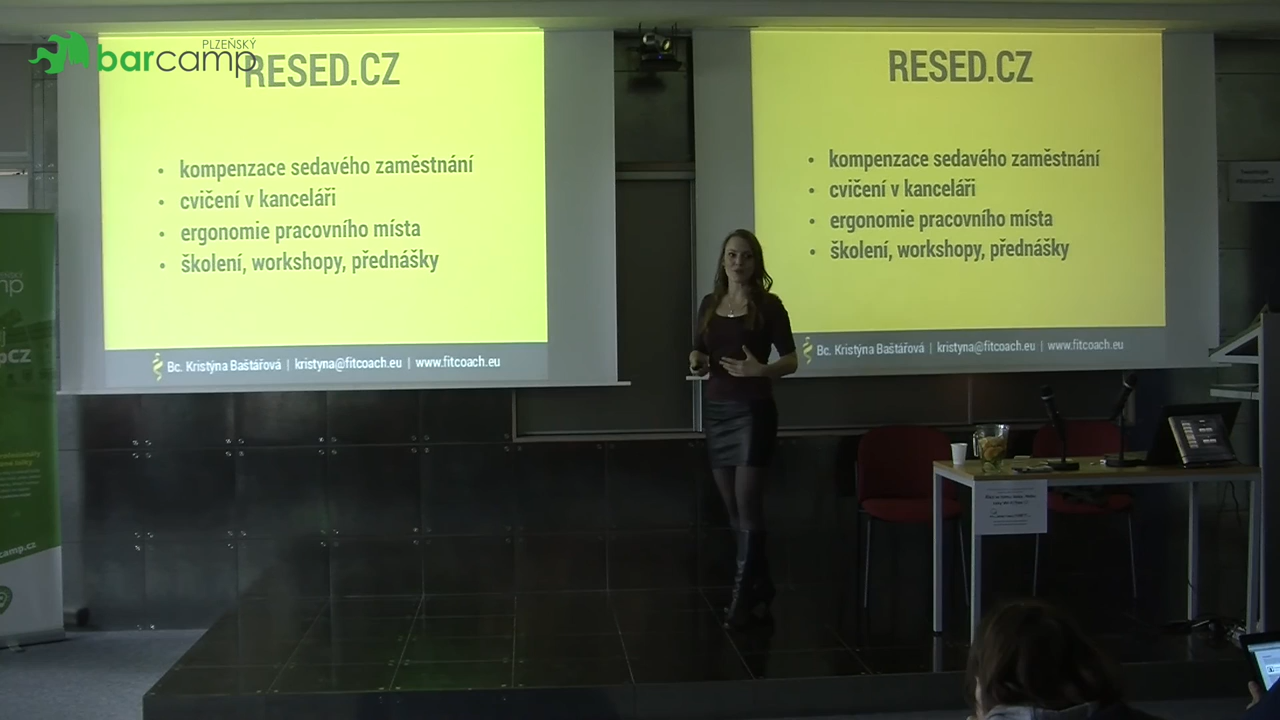 PLZEŇSKÝ
barcamp
RESED.CZ
• kompenzace sedavého zaměstnání
• cvičení v kanceláři
• ergonomie pracovního místa
• školení, workshopy, přednášky
Bc. Kristýna Baštářová | kristyna@fitcoach.eu | www.fitcoach.eu
RESED.CZ
• kompenzace sedavého zaměstnání
• cvičení v kanceláři
• ergonomie pracovního místa
• školení, workshopy, přednášky
Bc. Kristýna Baštářová | kristyna@fitcoach.eu | www.fitcoach.eu